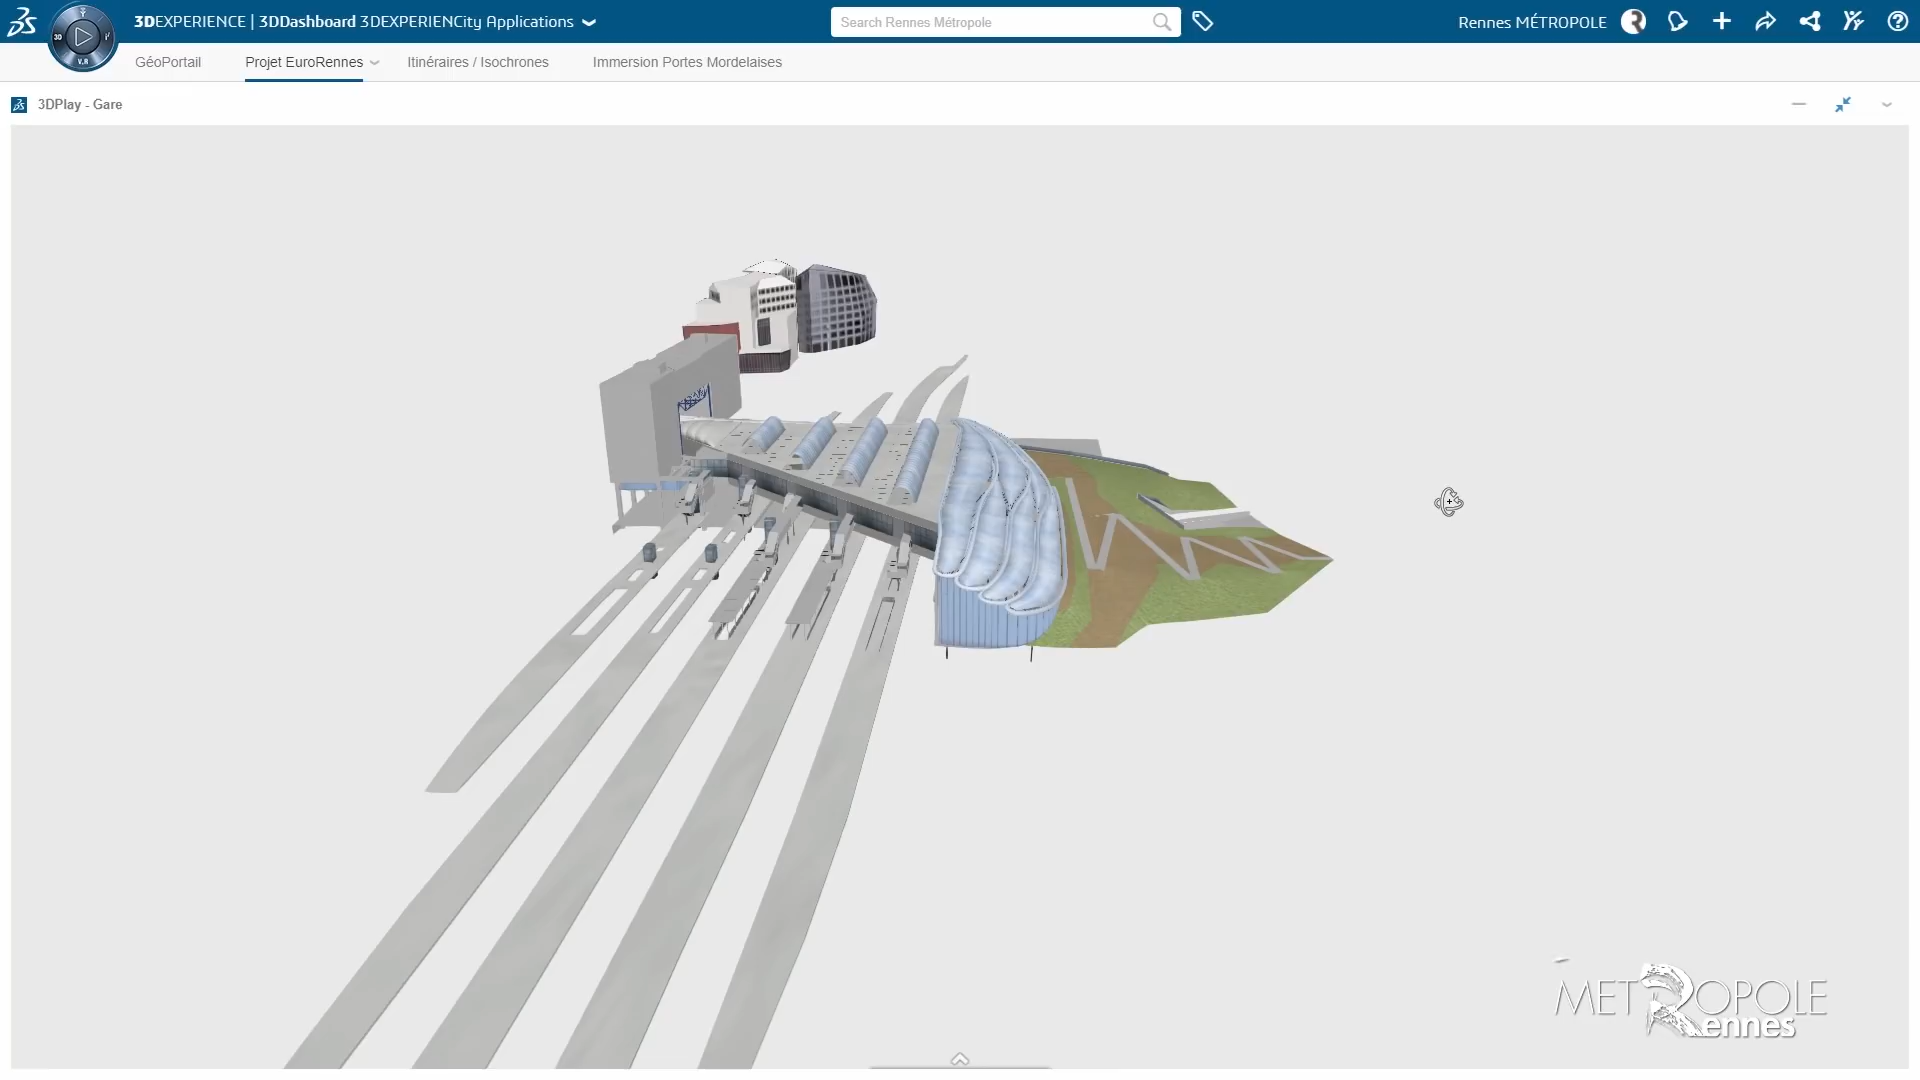 3DEXPERIENCE | 3DDashboard 3DEXPERIENCity Applications
Search Rennes Métropole
Rennes MÉTROPOLE
3D
V.R
GéoPortail
Projet EuroRennes
Itinéraires / Isochrones
Immersion Portes Mordelaises
3DPlay - Gare
METROPOLE
Rennes